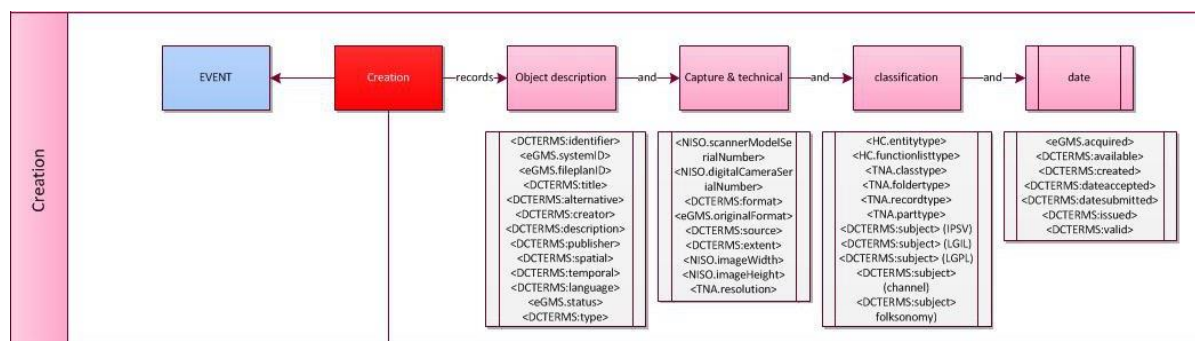 Creation
EVENT
Creation
records
Object description
and
Capture & technical
and
classification
and
date
<DCTERMS:identifier>
<eGMS.systemID>
<eGMS.fileplanID>
<DCTERMS:title>
<DCTERMS:alternative>
<DCTERMS:creator>
<DCTERMS:description>
<DCTERMS:publisher>
<DCTERMS:spatial>
<DCTERMS:temporal>
<DCTERMS:language>
<eGMS.status>
<DCTERMS:type>
<NISO.scannerModelSe
rialNumber>
<NISO.digitalCameraSer
ialNumber>
<DCTERMS:format>
<eGMS.originalFormat>
<DCTERMS:source>
<DCTERMS:extent>
<NISO.imageWidth>
<NISO.imageHeight>
<TNA.resolution>
<HC.entitytype>
<HC.functionlisttype>
<TNA.classtype>
<TNA.foldertype>
<TNA.recordtype>
<TNA.parttype>
<DCTERMS:subject> (IPSV)
<DCTERMS:subject> (LGIL)
<DCTERMS:subject> (LGPL)
<DCTERMS:subject>
(channel)
<DCTERMS:subject>
folksonomy)
<eGMS.acquired>
<DCTERMS:available>
<DCTERMS:created>
<DCTERMS:dateaccepted>
<DCTERMS:datesubmitted>
<DCTERMS:issued>
<DCTERMS:valid>